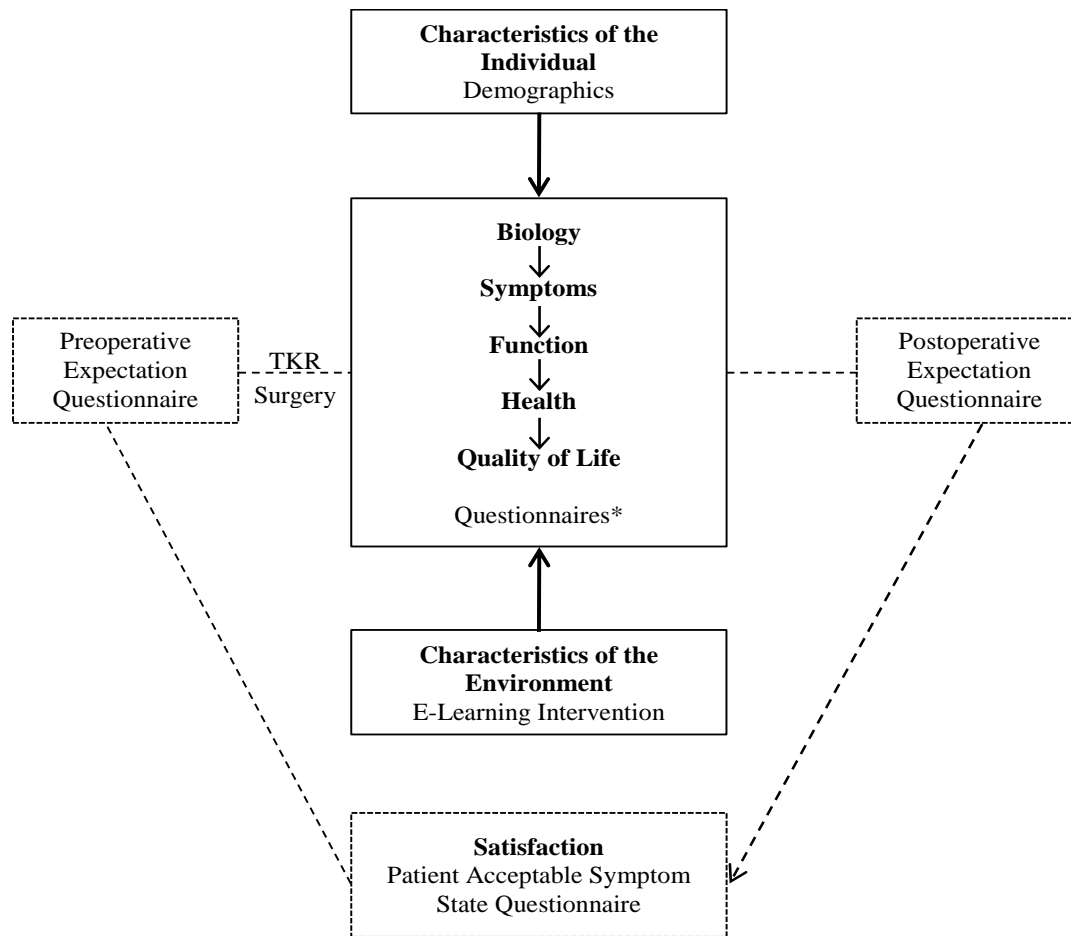 Characteristics of the
Individual
Demographics
Biology
Symptoms
Function
Health
Quality of Life
Questionnaires*
Preoperative
Expectation
Questionnaire
TKR
Surgery
Postoperative
Expectation
Questionnaire
Characteristics of the
Environment
E-Learning Intervention
Satisfaction
Patient Acceptable Symptom
State Questionnaire